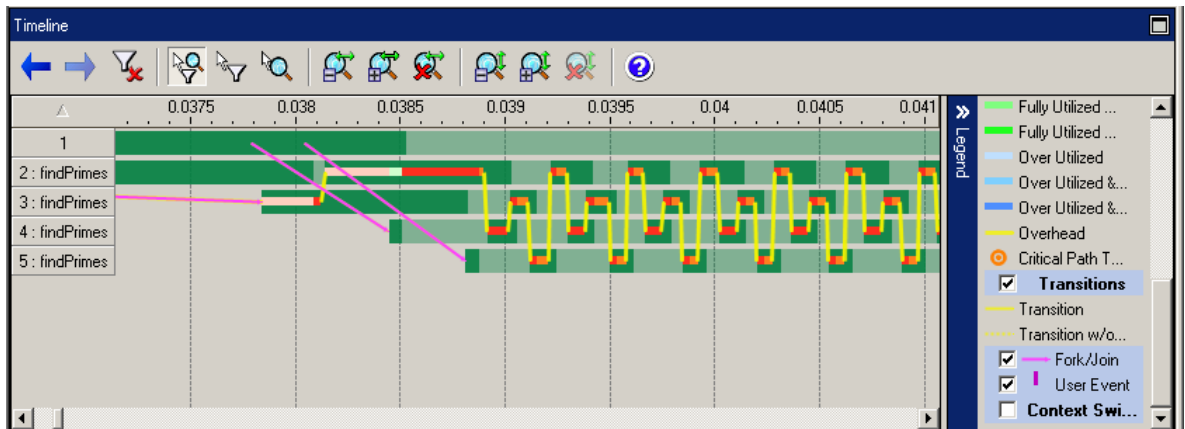 Timeline
0.0375 0.038 0.0385 0.039 0.0395 0.04 0.0405 0.041
1
2 : findPrimes
3 : findPrimes
4 : findPrimes
5 : findPrimes
Legend
Fully Utilized ...
Fully Utilized ...
Over Utilized
Over Utilized &...
Over Utilized &...
Overhead
Critical Path T...
Transitions
Transition
Transition w/o...
Fork/Join
User Event
Context Swi...